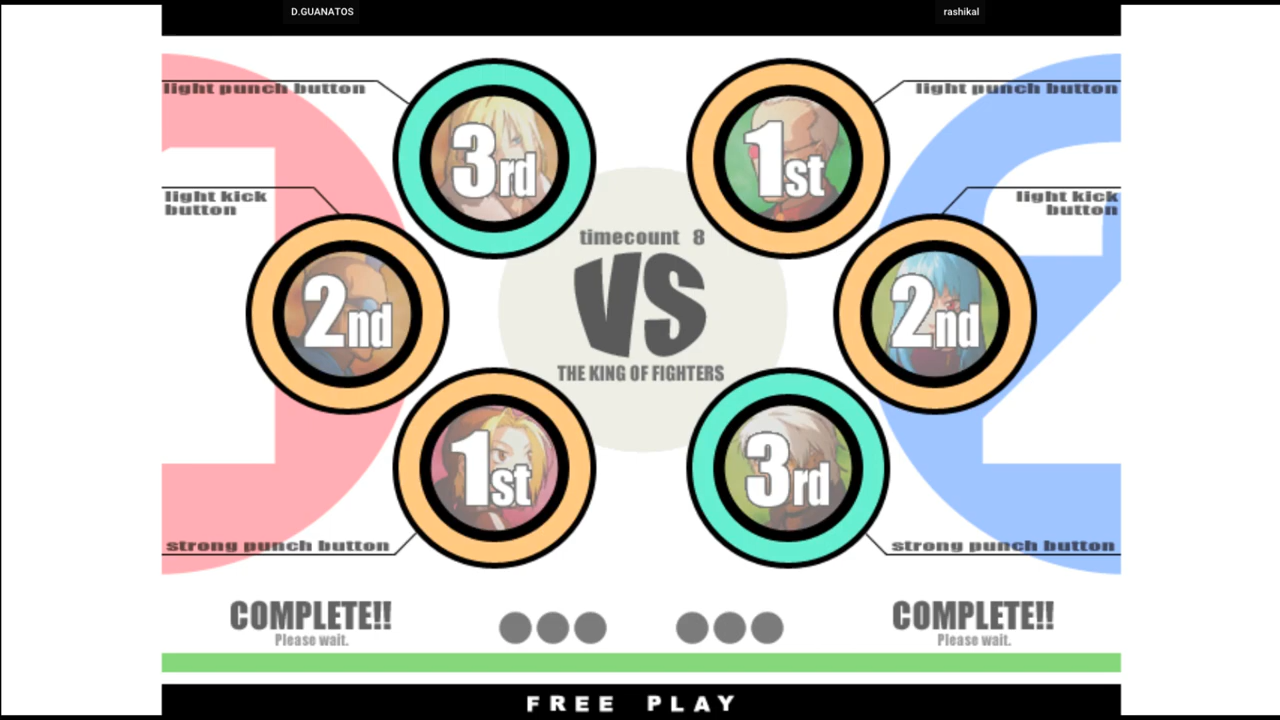 D.GUANATOS
rashikal
light punch button
light punch button
3rd
1st
light kick
button
light kick
button
timecount 8
VS
THE KING OF FIGHTERS
2nd
2nd
1st
3rd
strong punch button
strong punch button
COMPLETE!!
Please wait.
COMPLETE!!
Please wait.
FREE PLAY
1
2